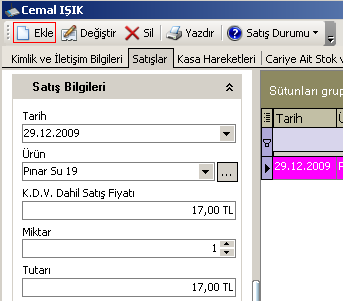 Cemal IŞIK
Ekle Değiştir Sil Yazdır Satış Durumu
Kimlik ve İletişim Bilgileri Satışlar Kasa Hareketleri Cariye Ait Stok v
Satış Bilgileri
Sütunları grup
Tarih
29.12.2009
Tarih
Ürün
Pınar Su 19 ...
29.12.2009
K.D.V. Dahil Satış Fiyatı
17,00 TL
Miktar
1
Tutarı
17,00 TL